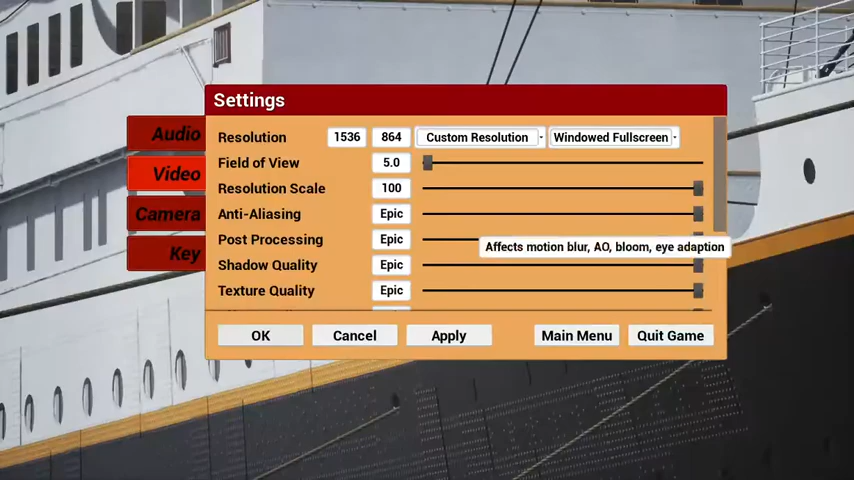 Settings
Audio
Video
Camera
Key
Resolution 1536 864 Custom Resolution Windowed Fullscreen
Field of View 5.0
Resolution Scale 100
Anti-Aliasing Epic
Post Processing Epic
Affects motion blur, AO, bloom, eye adaption
Shadow Quality Epic
Texture Quality Epic
OK Cancel Apply Main Menu Quit Game